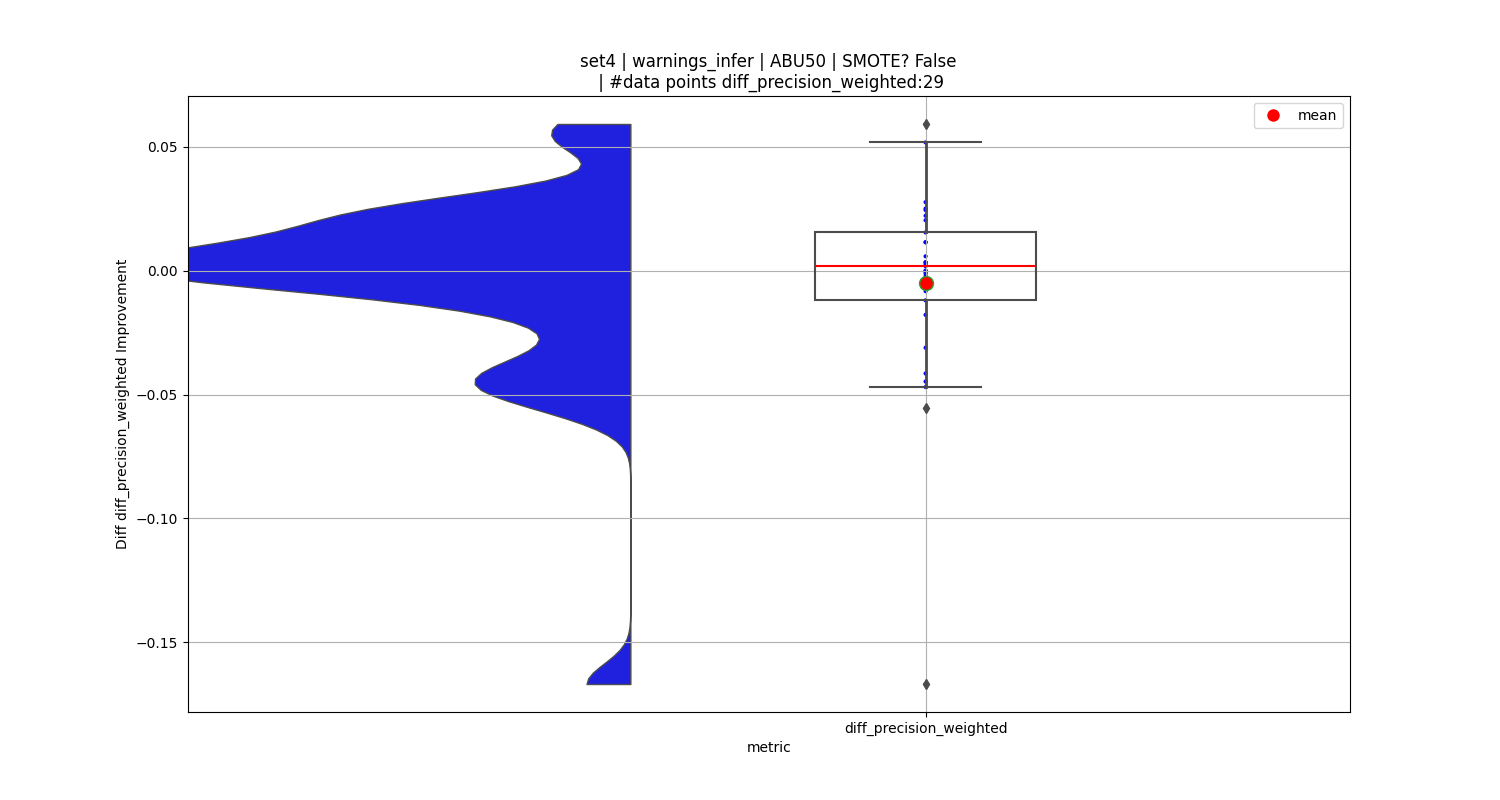 set4 | warnings_infer | ABU50 | SMOTE? False
| #data points diff_precision_weighted:29
mean
0.05
0.00
−0.05
−0.10
−0.15
Diff diff_precision_weighted Improvement
diff_precision_weighted
metric